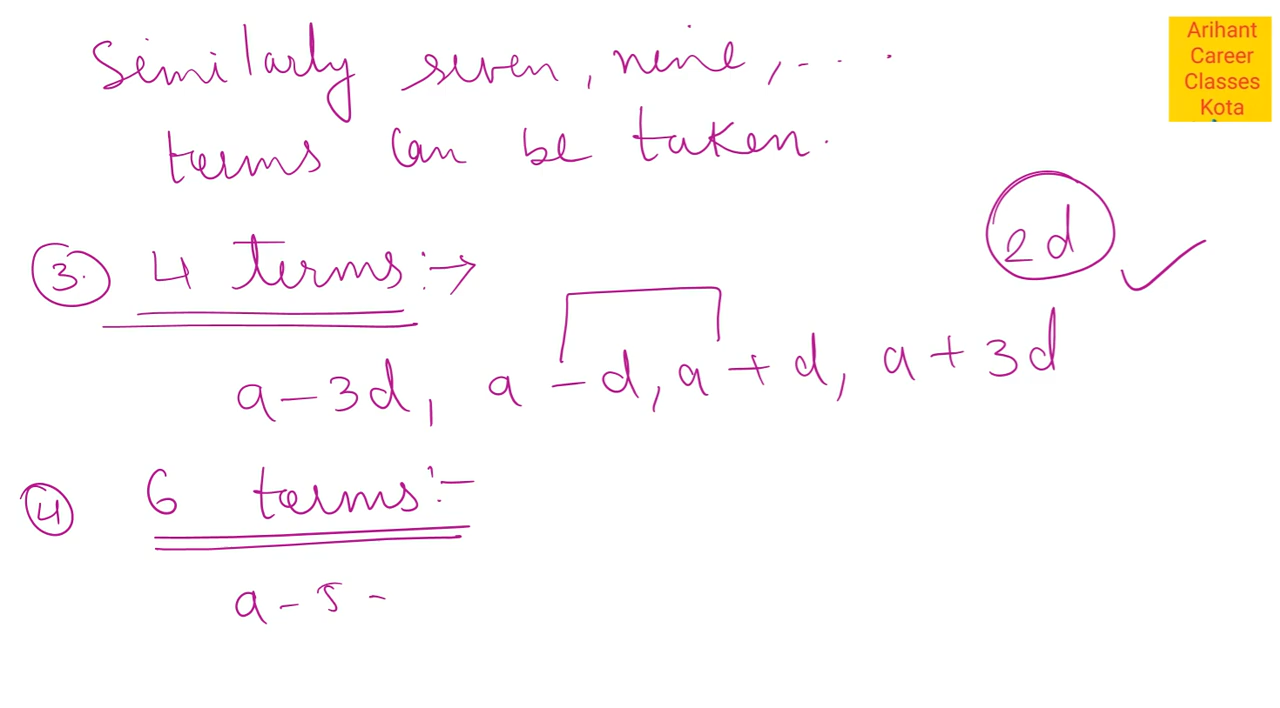 Similarly seven, nine, . . . .
terms can be taken.
Arihant
Career
Classes
Kota
③. 4 terms :→
2d ✓
a - 3d, a - d, a + d, a + 3d
④ 6 terms :-
a - 5 -